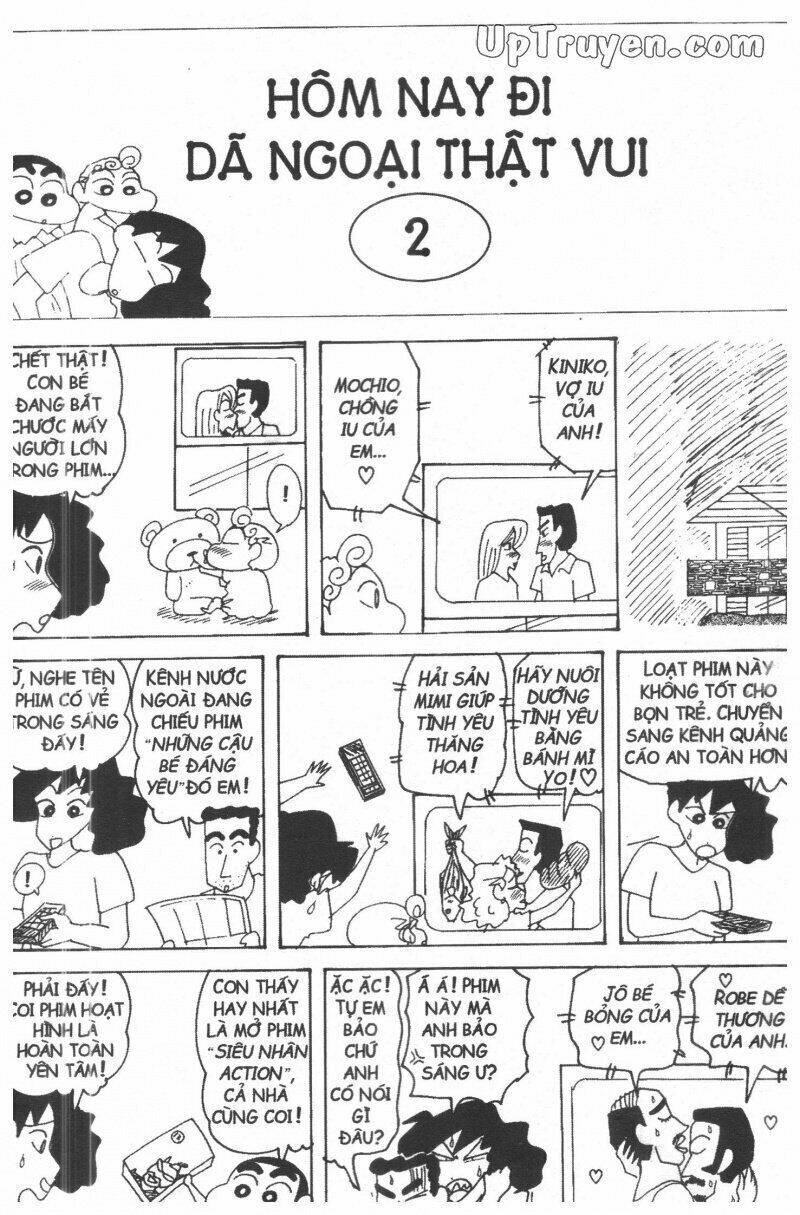 UpTruyen.com
HÔM NAY ĐI
DÃ NGOẠI THẬT VUI
2
KINIKO,
VỢ IU
CỦA
ANH!
MOCHIO,
CHỒNG
IU CỦA
EM...
♡
!
CHẾT THẬT!
CON BÉ
ĐANG BẮT
CHƯỚC MẤY
NGƯỜI LỚN
TRONG PHIM...
LOẠT PHIM NÀY
KHÔNG TỐT CHO
BỌN TRẺ. CHUYỂN
SANG KÊNH QUẢNG
CÁO AN TOÀN HƠN
HÃY NUÔI
DƯỠNG
TÌNH YÊU
BẰNG
BÁNH MÌ
YO!♡
HẢI SẢN
MIMI GIÚP
TÌNH YÊU
THĂNG
HOA!
KÊNH NƯỚC
NGOÀI ĐANG
CHIẾU PHIM
"NHỮNG CẬU
BÉ ĐÁNG
YÊU" ĐÓ EM!
Ừ, NGHE TÊN
PHIM CÓ VẺ
TRONG SÁNG
ĐẤY!
!
♡
ROBE DỄ
THƯƠNG
CỦA ANH.
JÔ BÉ
BỎNG CỦA
♡ EM...
Á Á! PHIM
NÀY MÀ
ANH BẢO
TRONG
SÁNG Ư?
ẶC ẶC!
TỰ EM
BẢO
CHỨ
ANH
CÓ NÓI
GÌ
ĐÂU?
CON THẤY
HAY NHẤT
LÀ MỞ PHIM
"SIÊU NHÂN
ACTION",
CẢ NHÀ
CÙNG COI!
PHẢI ĐẤY!
COI PHIM HOẠT
HÌNH LÀ
HOÀN TOÀN
YÊN TÂM!